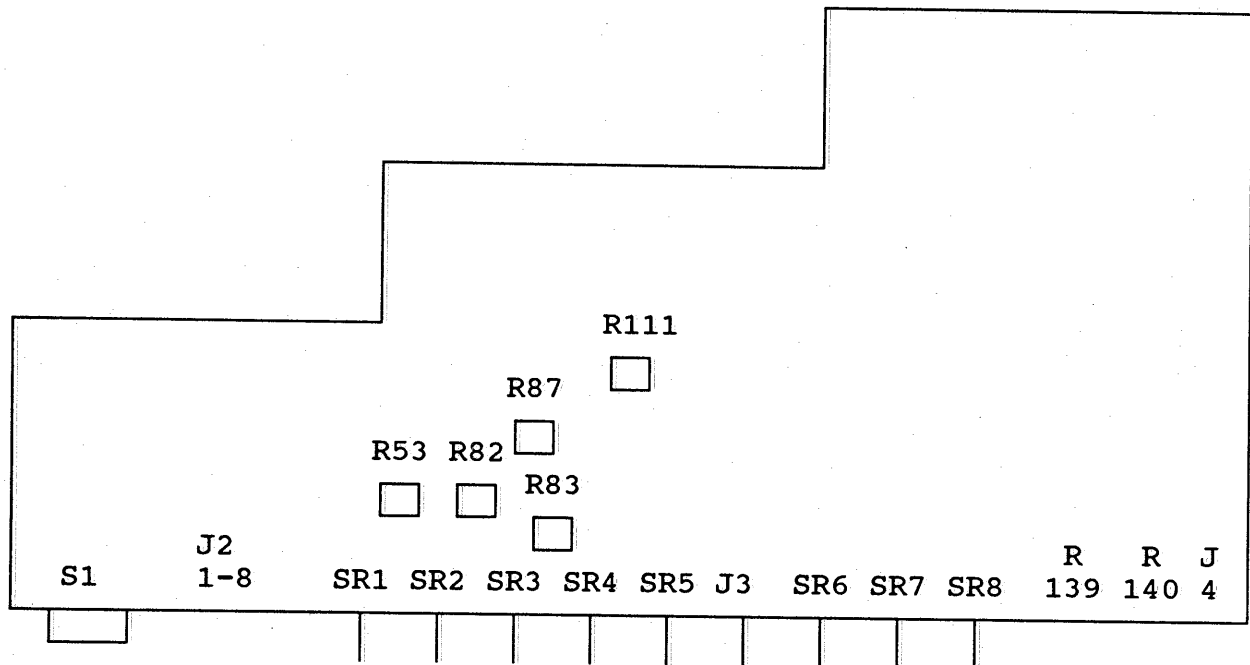 R111
R87
R53 R82
R83
J2 R R J
S1 1-8 SR1 SR2 SR3 SR4 SR5 J3 SR6 SR7 SR8 139 140 4